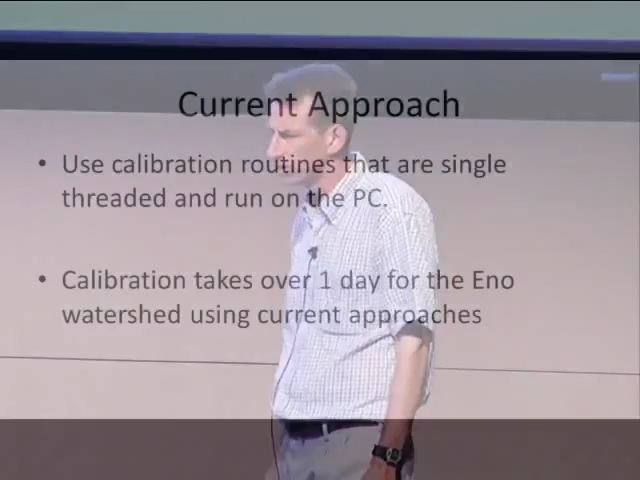 Current Approach
• Use calibration routines that are single
threaded and run on the PC.
• Calibration takes over 1 day for the Eno
watershed using current approaches